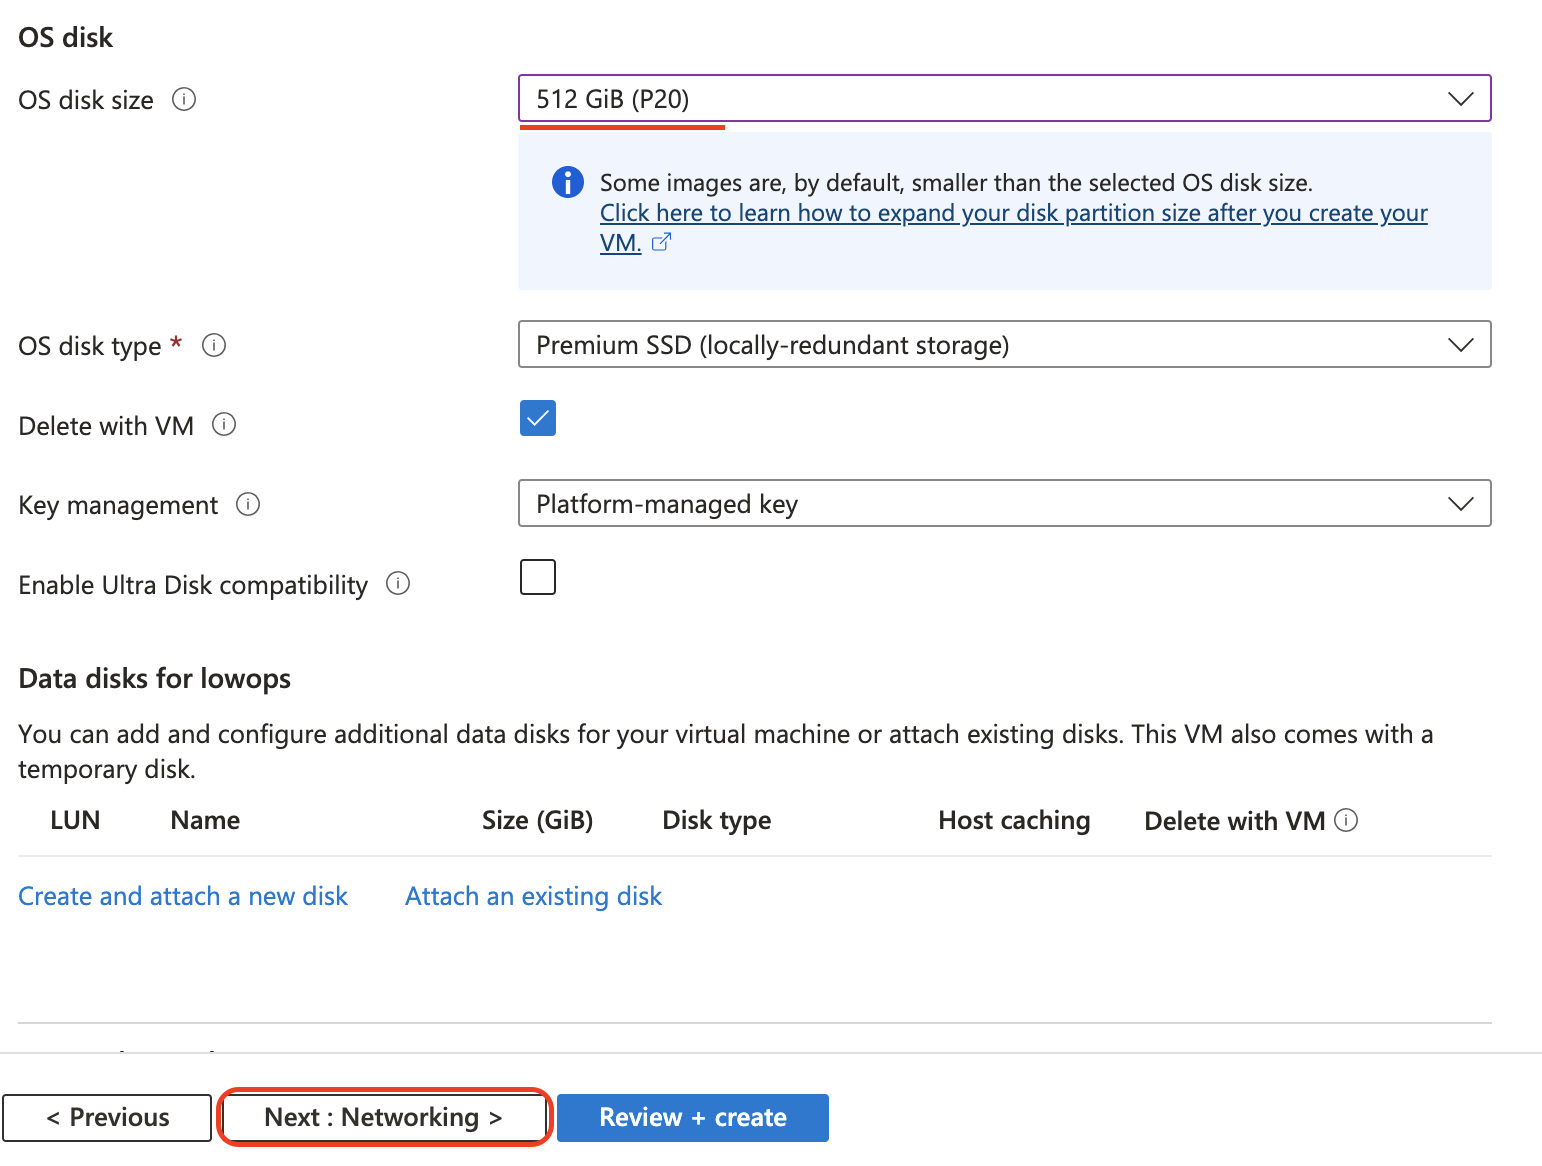 OS disk
OS disk size
512 GiB (P20)
Some images are, by default, smaller than the selected OS disk size.
Click here to learn how to expand your disk partition size after you create your
VM.
OS disk type *
Premium SSD (locally-redundant storage)
Delete with VM
Key management
Platform-managed key
Enable Ultra Disk compatibility
Data disks for lowops
You can add and configure additional data disks for your virtual machine or attach existing disks. This VM also comes with a
temporary disk.
LUN Name Size (GiB) Disk type Host caching Delete with VM
Create and attach a new disk Attach an existing disk
< Previous Next : Networking > Review + create